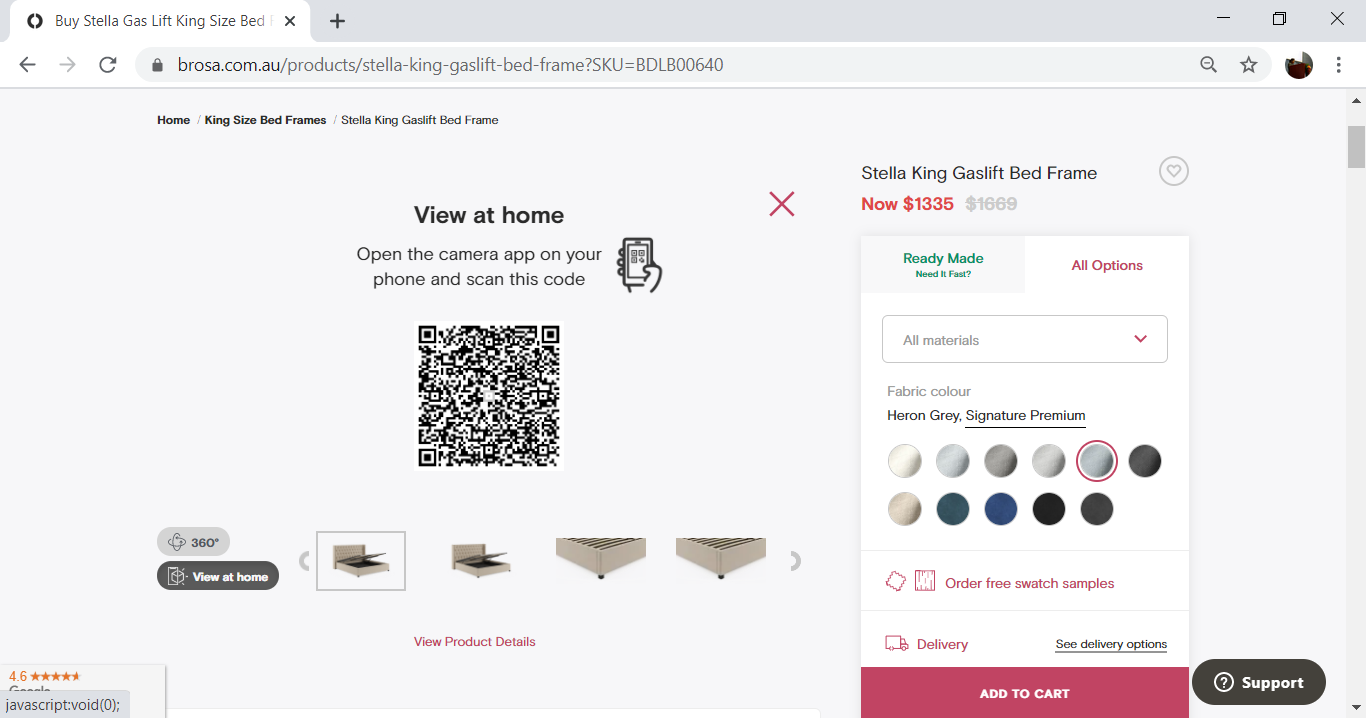 Buy Stella Gas Lift King Size Bed F
brosa.com.au/products/stella-king-gaslift-bed-frame?SKU=BDLB00640
Home / King Size Bed Frames / Stella King Gaslift Bed Frame
View at home
Open the camera app on your
phone and scan this code
360°
View at home
View Product Details
4.6
Google
javascript:void(0);
Stella King Gaslift Bed Frame
Now $1335 $1669
Ready Made
Need It Fast?
All Options
All materials
Fabric colour
Heron Grey, Signature Premium
Order free swatch samples
Delivery
See delivery options
ADD TO CART
Support